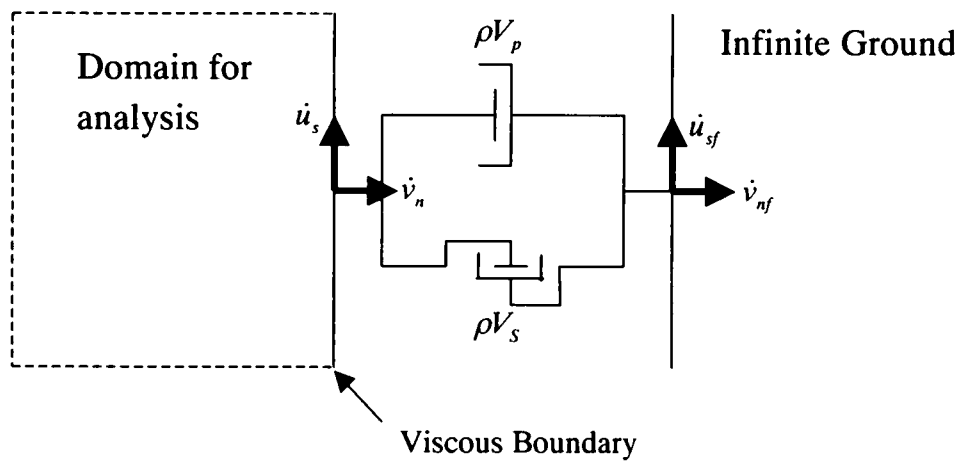 ρV_p
Infinite Ground
Domain for
analysis
u̇_s
u̇_sf
v̇_n
v̇_nf
ρV_S
Viscous Boundary